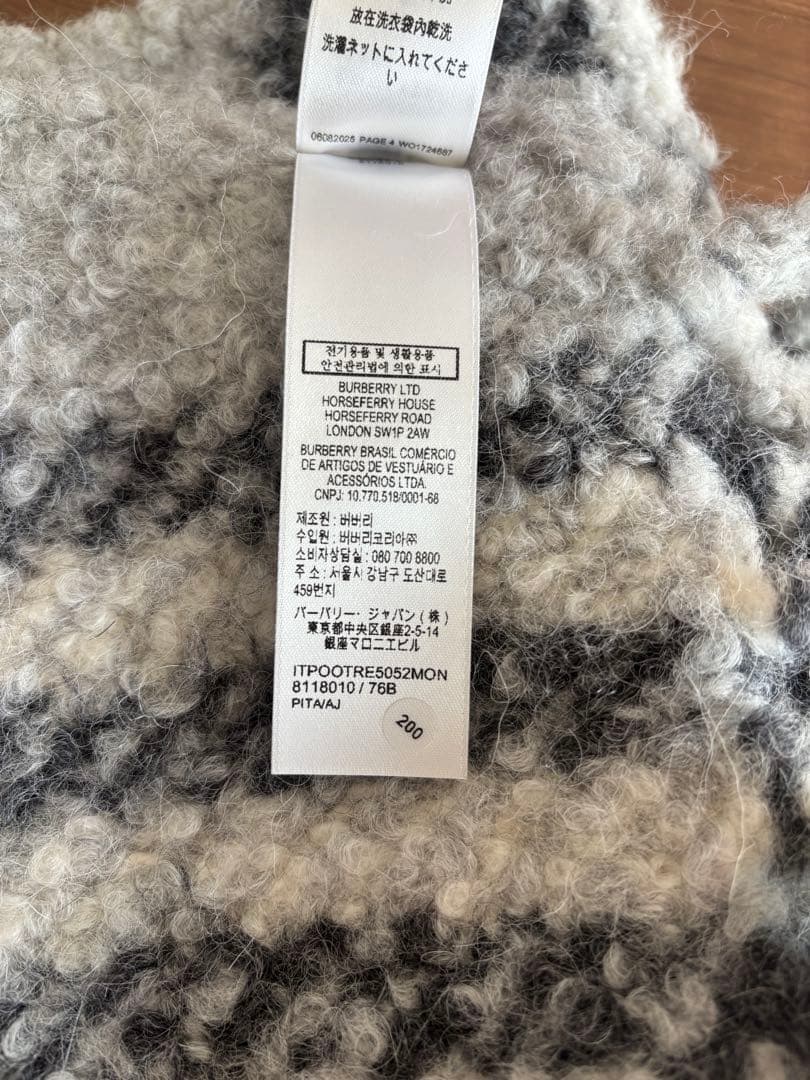 放在洗衣袋內乾洗
洗濯ネットに入れてくださ
い
06082025 PAGE 4 WO1724687
전기용품 및 생활용품
안전관리법에 의한 표시
BURBERRY LTD
HORSEFERRY HOUSE
HORSEFERRY ROAD
LONDON SW1P 2AW
BURBERRY BRASIL COMÉRCIO
DE ARTIGOS DE VESTUÁRIO E
ACESSÓRIOS LTDA.
CNPJ: 10.770.518/0001-68
제조원 : 버버리
수입원 : 버버리코리아㈜
소비자상담실 : 080 700 8800
주 소 : 서울시 강남구 도산대로
459번지
バーバリー・ジャパン(株)
東京都中央区銀座2-5-14
銀座マロニエビル
ITPOOTRE5052MON
8118010 / 76B
PITA/AJ
200